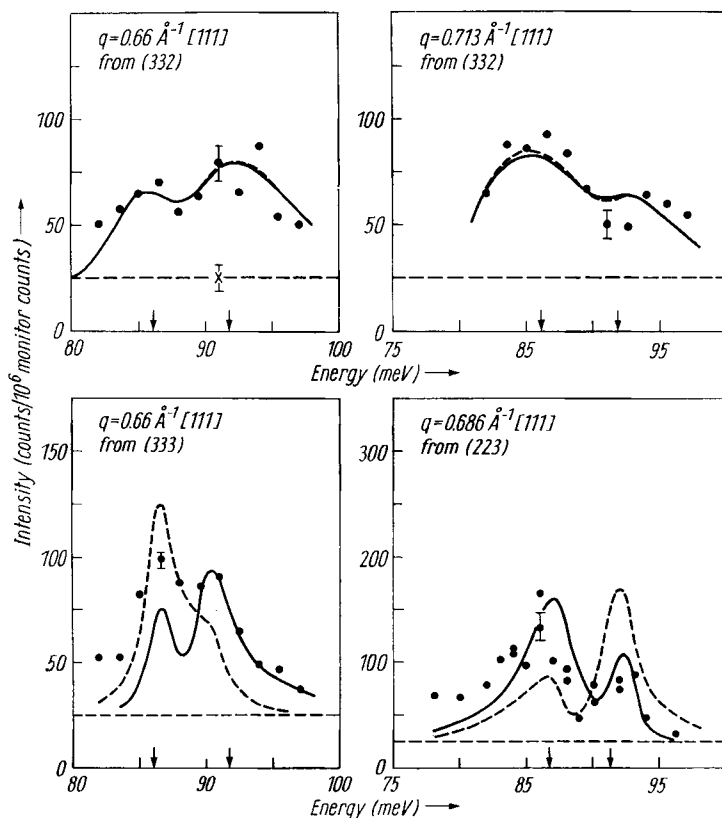 q=0.66 Å⁻¹ [111]
from (332)
100
50
0
80
90
100
q=0.713 Å⁻¹ [111]
from (332)
100
50
0
75
85
95
Energy (meV)
Intensity (counts/10⁶ monitor counts)
q=0.66 Å⁻¹ [111]
from (333)
150
100
50
0
80
90
100
q=0.686 Å⁻¹ [111]
from (223)
300
200
100
0
75
85
95
Energy (meV)